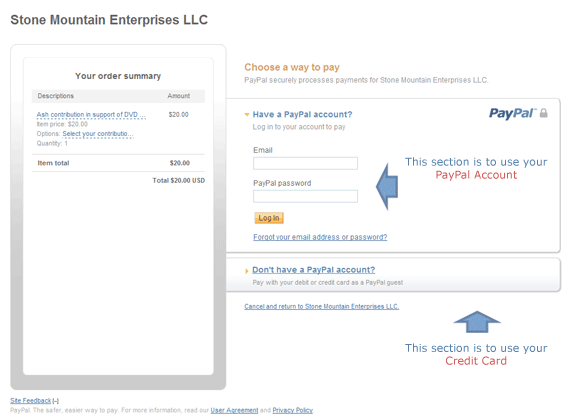 Stone Mountain Enterprises LLC
Your order summary
Descriptions Amount
Ash contribution in support of DVD ... $20.00
Item price: $20.00
Options: Select your contributio...
Quantity: 1
Item total $20.00
Total $20.00 USD
Choose a way to pay
PayPal securely processes payments for Stone Mountain Enterprises LLC.
Have a PayPal account?
Log in to your account to pay
PayPal
Email
PayPal password
Log In
Forgot your email address or password?
This section is to use your
PayPal Account
Don't have a PayPal account?
Pay with your debit or credit card as a PayPal guest
Cancel and return to Stone Mountain Enterprises LLC.
This section is to use your
Credit Card
Site Feedback [-]
PayPal. The safer, easier way to pay. For more information, read our User Agreement and Privacy Policy